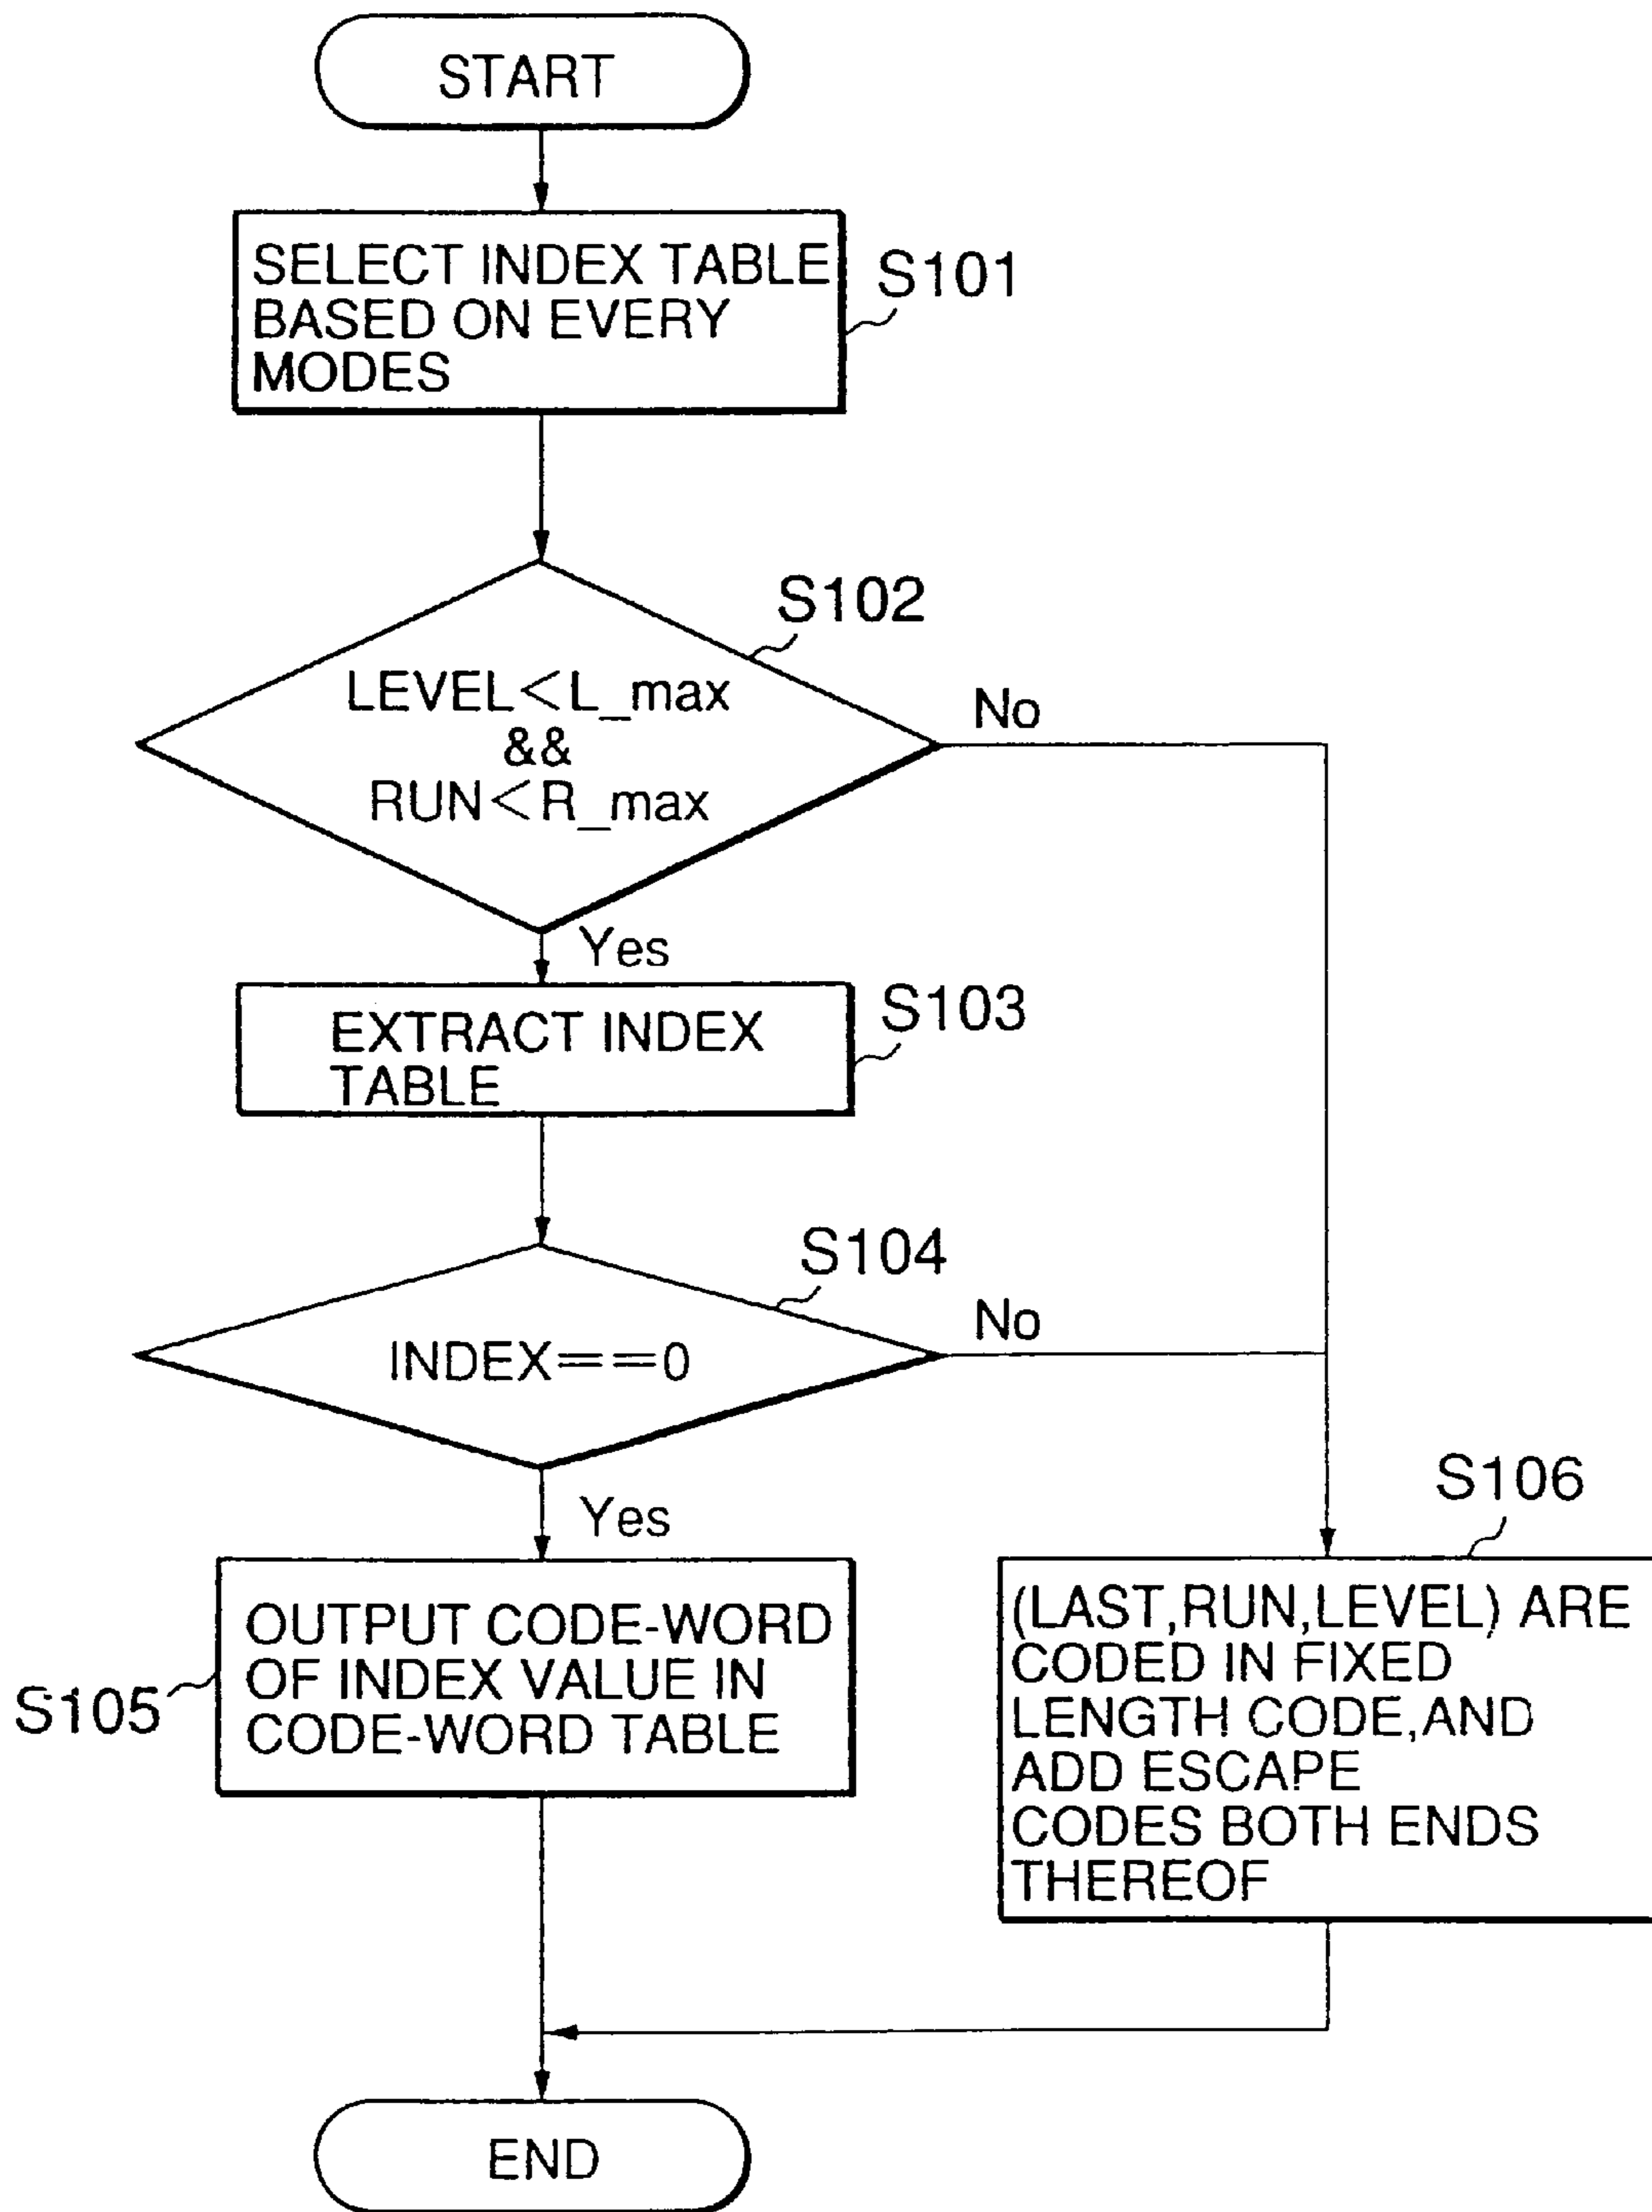 START
SELECT INDEX TABLE
BASED ON EVERY
MODES
S101
S102
LEVEL<L_max
&&
RUN<R_max
No
Yes
EXTRACT INDEX
TABLE
S103
S104
INDEX==0
No
Yes
S105
OUTPUT CODE-WORD
OF INDEX VALUE IN
CODE-WORD TABLE
S106
(LAST,RUN,LEVEL) ARE
CODED IN FIXED
LENGTH CODE,AND
ADD ESCAPE
CODES BOTH ENDS
THEREOF
END